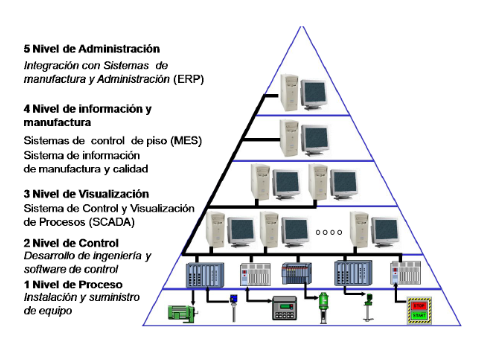 5 Nivel de Administración
Integración con Sistemas de
manufactura y Administración (ERP)
4 Nivel de información y
manufactura
Sistemas de control de piso (MES)
Sistema de información
de manufactura y calidad
3 Nivel de Visualización
Sistema de Control y Visualización
de Procesos (SCADA)
2 Nivel de Control
Desarrollo de ingeniería y
software de control
1 Nivel de Proceso
Instalación y suministro
de equipo
STOP
START